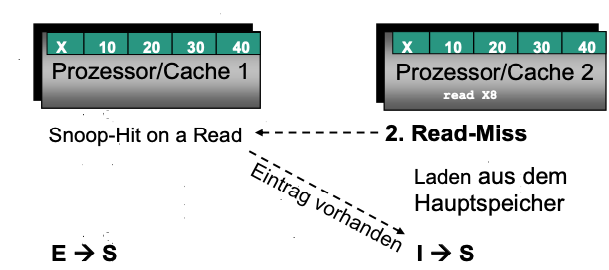 X 10 20 30 40
Prozessor/Cache 1
X 10 20 30 40
Prozessor/Cache 2
read X8
Snoop-Hit on a Read
2. Read-Miss
Eintrag vorhanden
Laden aus dem
Hauptspeicher
E → S
I → S